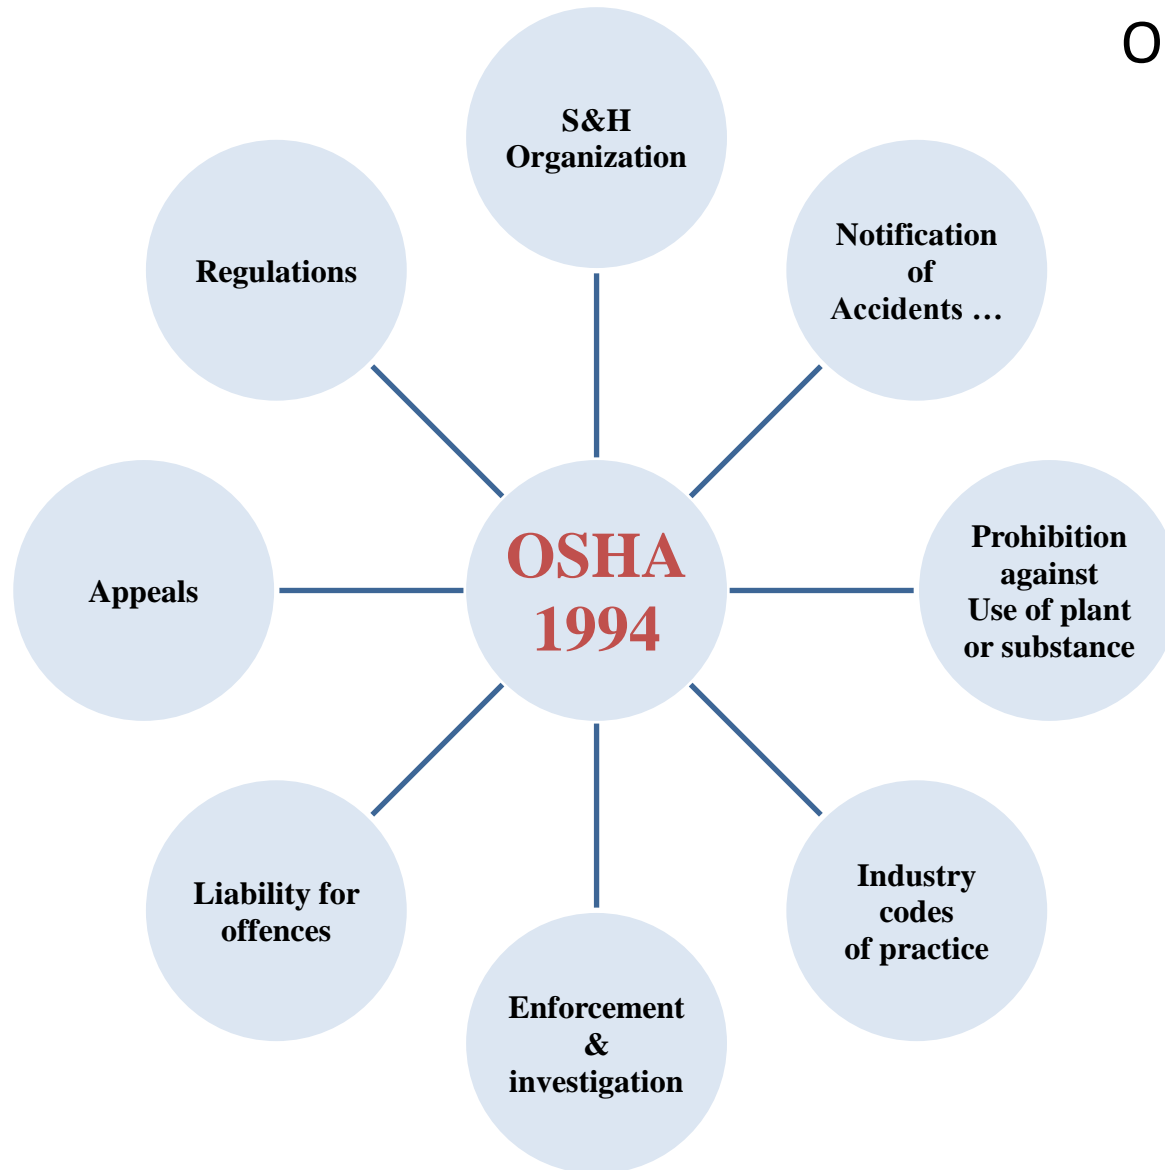 O
S&H
Organization
Notification
of
Accidents …
Regulations
Prohibition
against
Use of plant
or substance
OSHA
1994
Appeals
Industry
codes
of practice
Liability for
offences
Enforcement
&
investigation